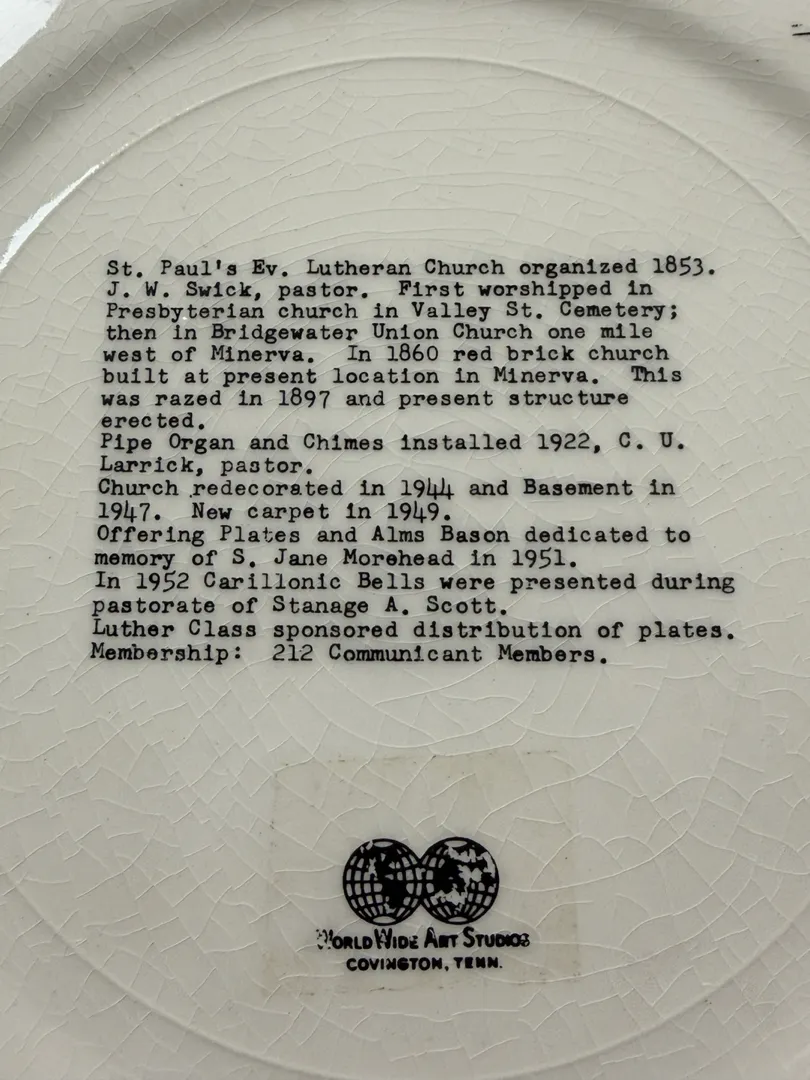 St. Paul's Ev. Lutheran Church organized 1853.
J. W. Swick, pastor. First worshipped in
Presbyterian church in Valley St. Cemetery;
then in Bridgewater Union Church one mile
west of Minerva. In 1860 red brick church
built at present location in Minerva. This
was razed in 1897 and present structure
erected.
Pipe Organ and Chimes installed 1922, C. U.
Larrick, pastor.
Church redecorated in 1944 and Basement in
1947. New carpet in 1949.
Offering Plates and Alms Bason dedicated to
memory of S. Jane Morehead in 1951.
In 1952 Carillonic Bells were presented during
pastorate of Stanage A. Scott.
Luther Class sponsored distribution of plates.
Membership: 212 Communicant Members.
WORLD WIDE ART STUDIOS
COVINGTON, TENN.